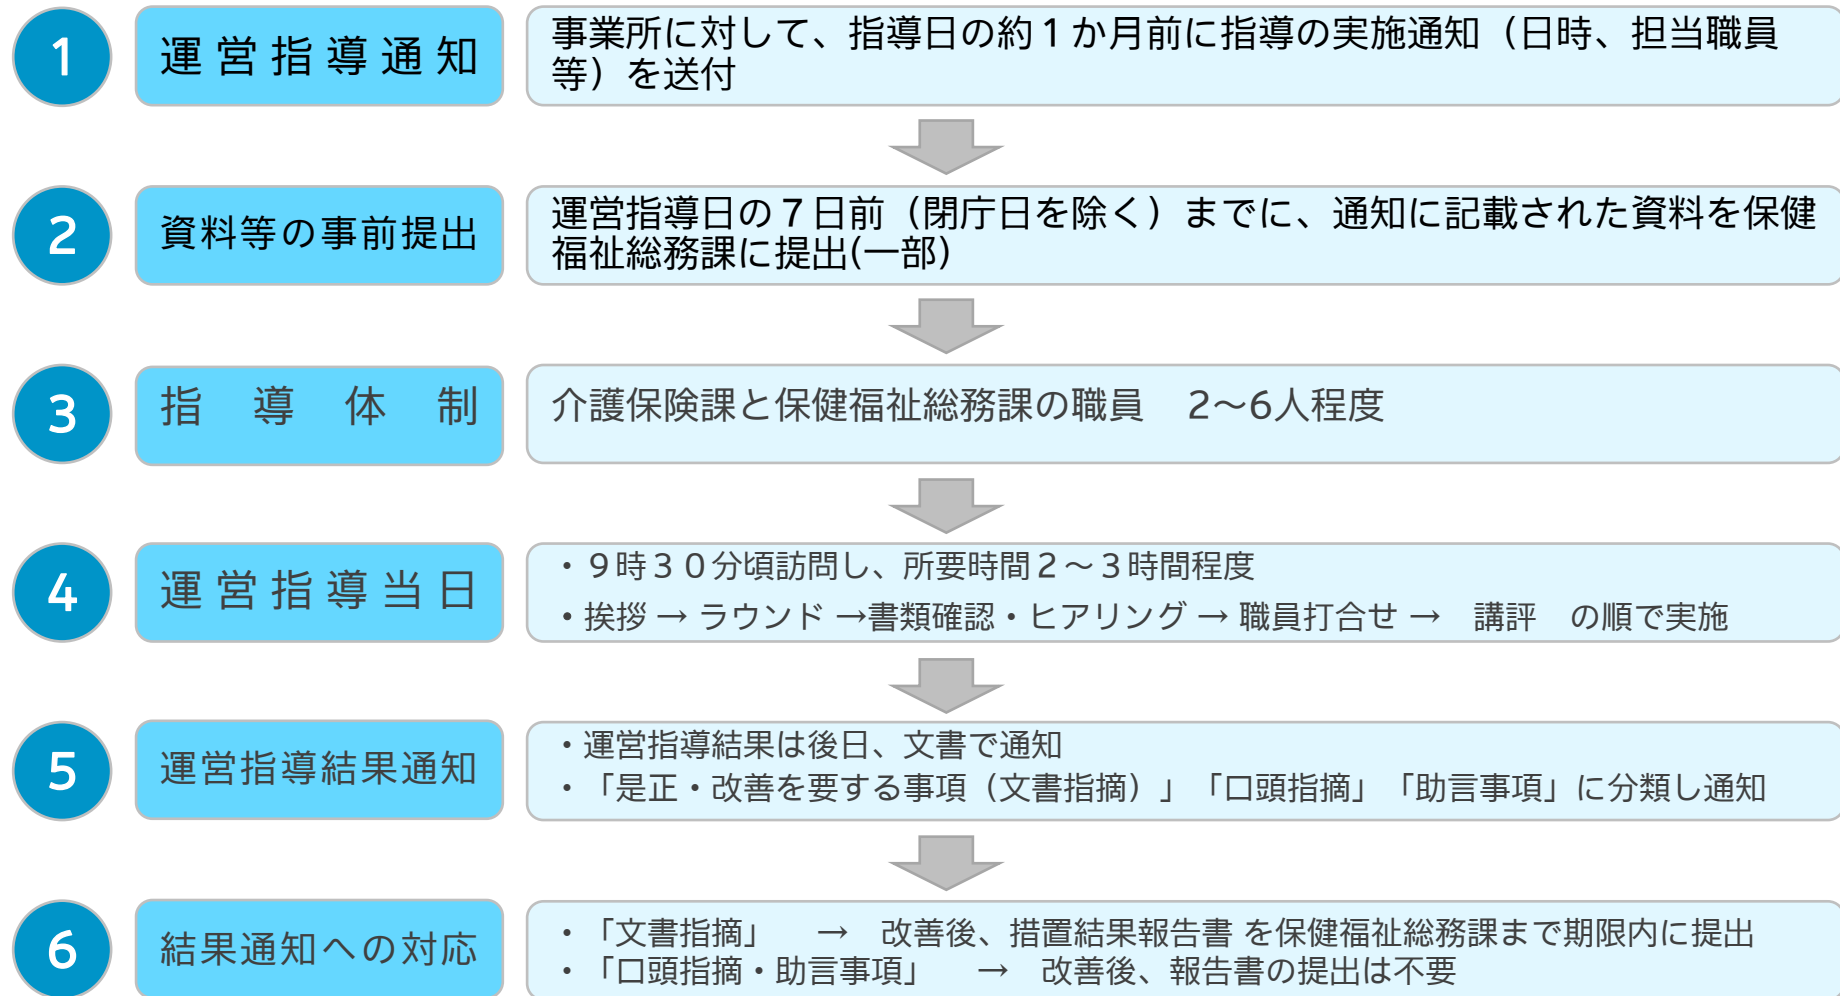 1
運営指導通知
事業所に対して、指導日の約１か月前に指導の実施通知（日時、担当職員
等）を送付
2
資料等の事前提出
運営指導日の７日前（閉庁日を除く）までに、通知に記載された資料を保健
福祉総務課に提出(一部)
3
指　導　体　制
介護保険課と保健福祉総務課の職員　2～6人程度
4
運営指導当日
・９時３０分頃訪問し、所要時間２～３時間程度
・挨拶 → ラウンド →書類確認・ヒアリング → 職員打合せ →　講評　の順で実施
5
運営指導結果通知
・運営指導結果は後日、文書で通知
・「是正・改善を要する事項（文書指摘）」「口頭指摘」「助言事項」に分類し通知
6
結果通知への対応
・「文書指摘」　→　改善後、措置結果報告書 を保健福祉総務課まで期限内に提出
・「口頭指摘・助言事項」　→　改善後、報告書の提出は不要